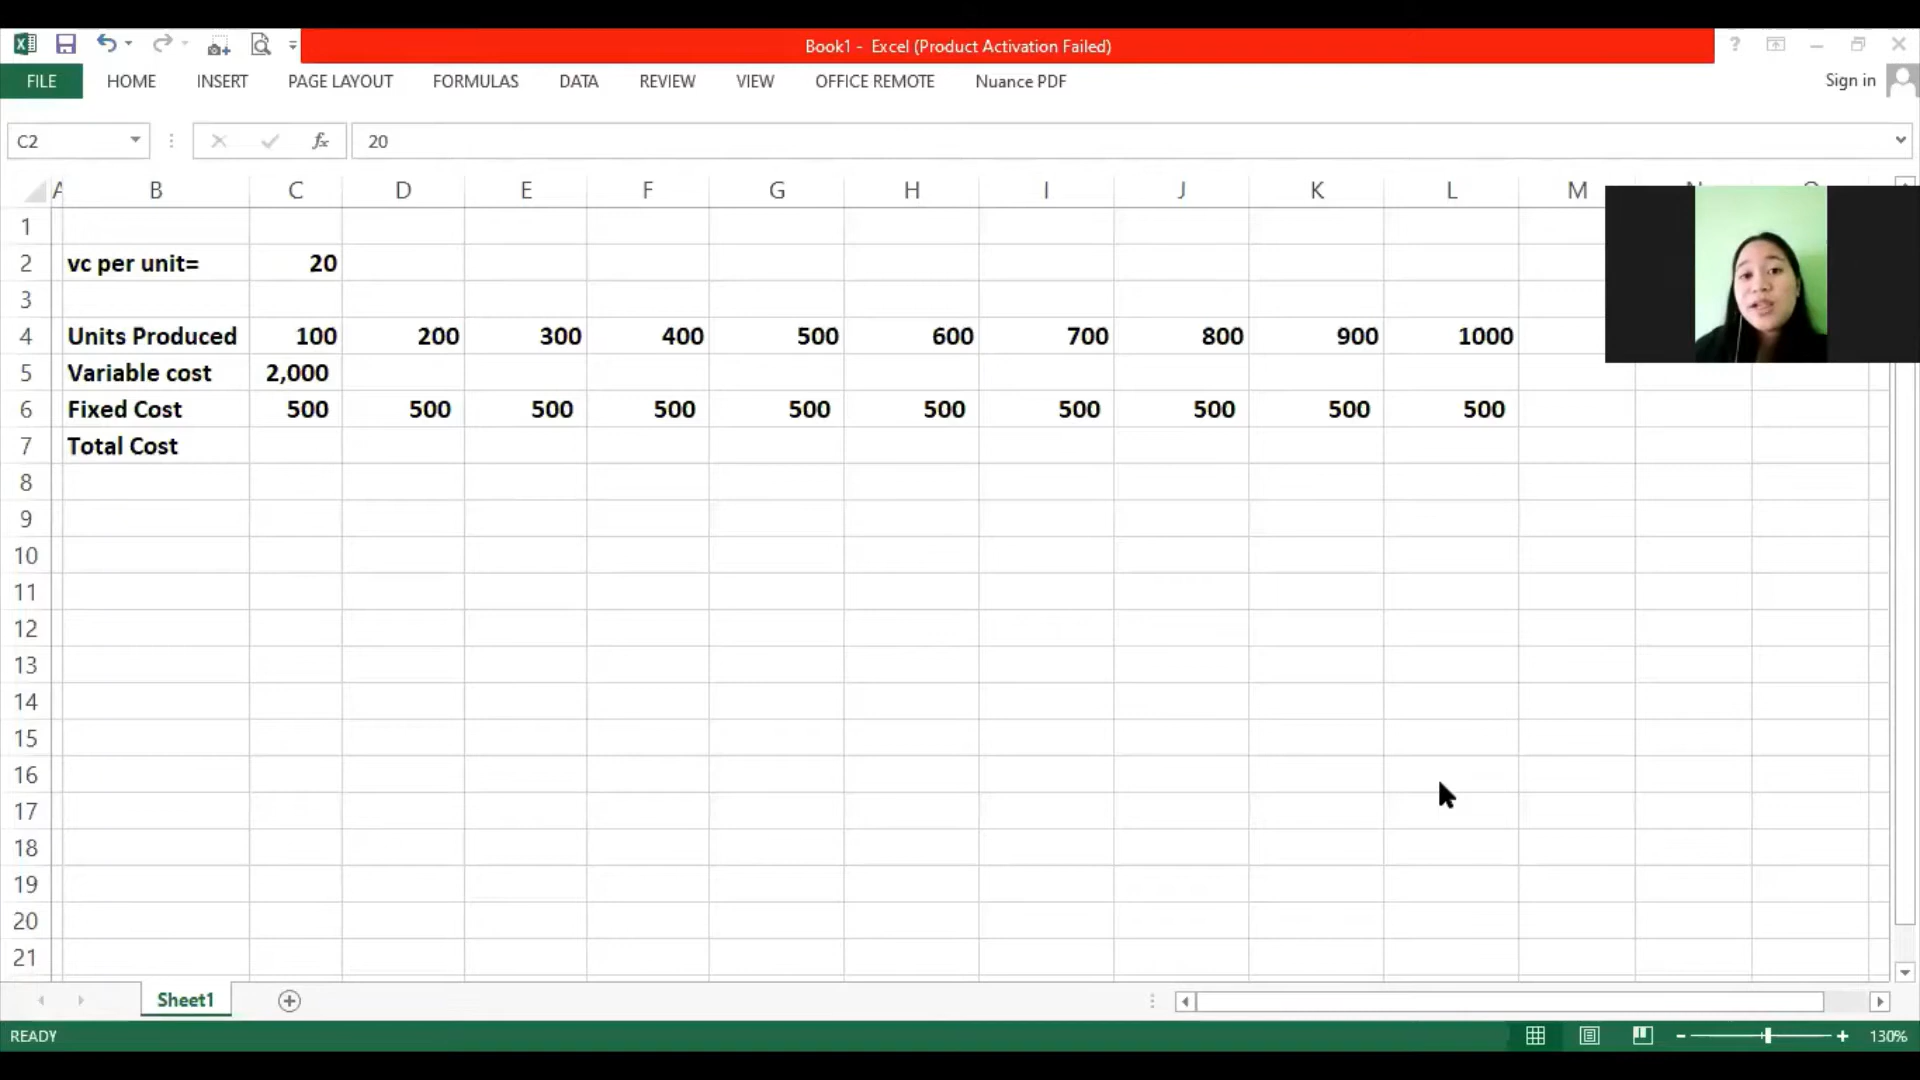 Book1 - Excel (Product Activation Failed)
?
FILE HOME INSERT PAGE LAYOUT FORMULAS DATA REVIEW VIEW OFFICE REMOTE Nuance PDF Sign in
C2 fx 20
A B C D E F G H I J K L M
1
2 vc per unit= 20
3
4 Units Produced 100 200 300 400 500 600 700 800 900 1000
5 Variable cost 2,000
6 Fixed Cost 500 500 500 500 500 500 500 500 500 500
7 Total Cost
8
9
10
11
12
13
14
15
16
17
18
19
20
21
Sheet1
READY 130%